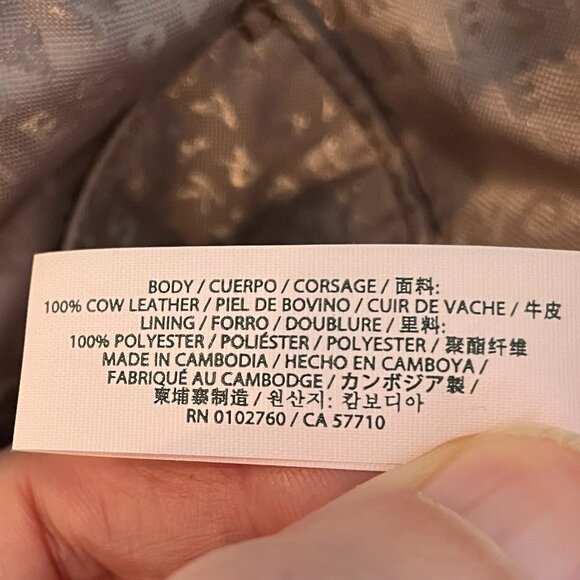 BODY / CUERPO / CORSAGE / 面料:
100% COW LEATHER / PIEL DE BOVINO / CUIR DE VACHE / 牛皮
LINING / FORRO / DOUBLURE / 里料:
100% POLYESTER / POLIÉSTER / POLYESTER / 聚酯纤维
MADE IN CAMBODIA / HECHO EN CAMBOYA /
FABRIQUÉ AU CAMBODGE / カンボジア製 /
柬埔寨制造 / 원산지: 캄보디아
RN 0102760 / CA 57710